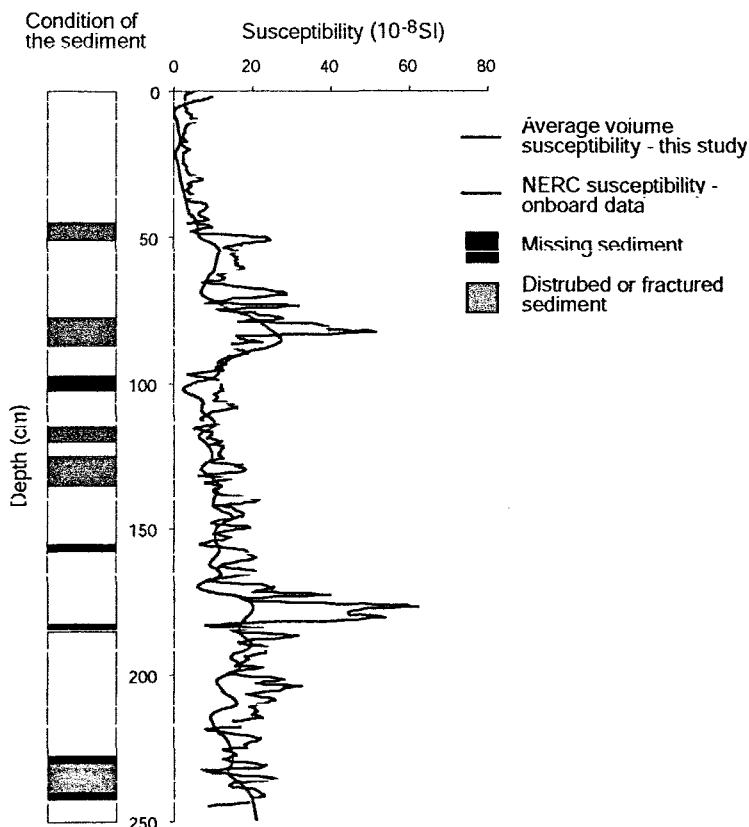 Condition of
the sediment
Susceptibility (10-8SI)
0 20 40 60 80
0
50
100
150
200
250
Depth (cm)
Average volume
susceptibility - this study
NERC susceptibility -
onboard data
Missing sediment
Distrubed or fractured
sediment